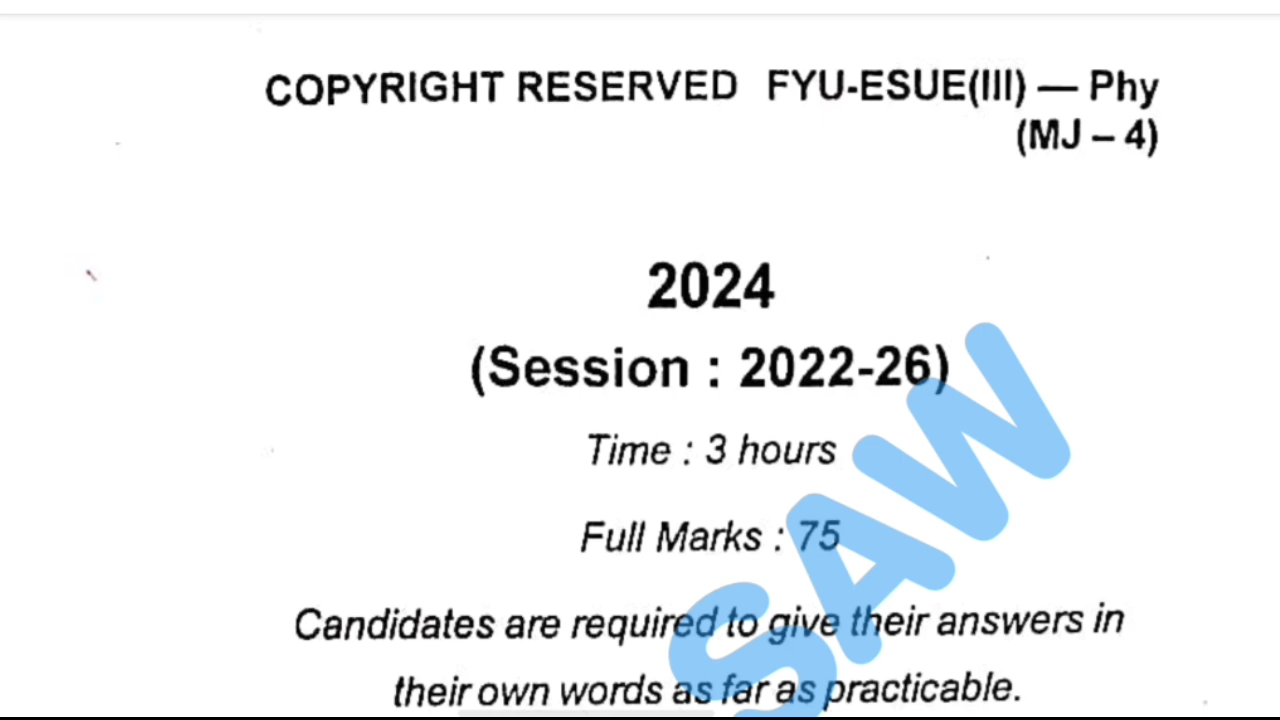 COPYRIGHT RESERVED FYU-ESUE(III) — Phy
(MJ – 4)
2024
(Session : 2022-26)
Time : 3 hours
Full Marks : 75
Candidates are required to give their answers in
their own words as far as practicable.
SAW